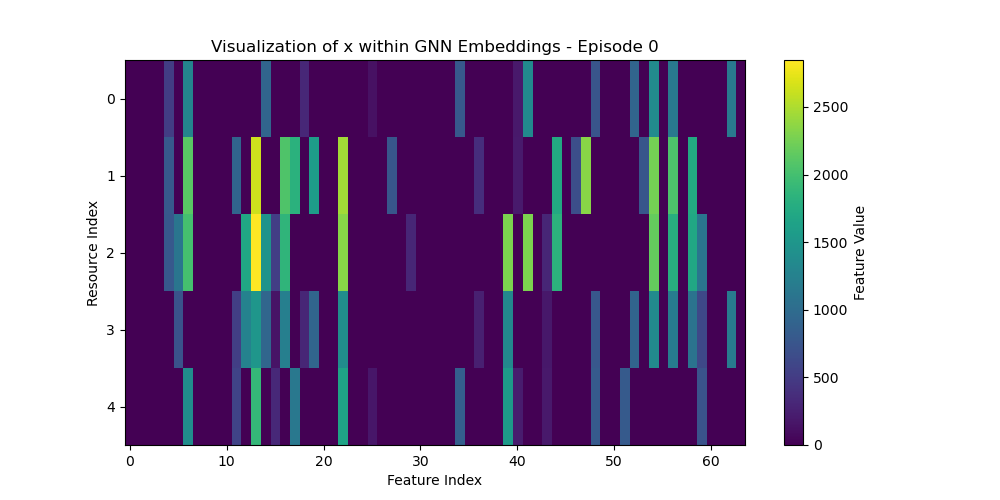 Visualization of x within GNN Embeddings - Episode 0
Resource Index
0
1
2
3
4
0 10 20 30 40 50 60
Feature Index
2500
2000
1500
1000
500
0
Feature Value